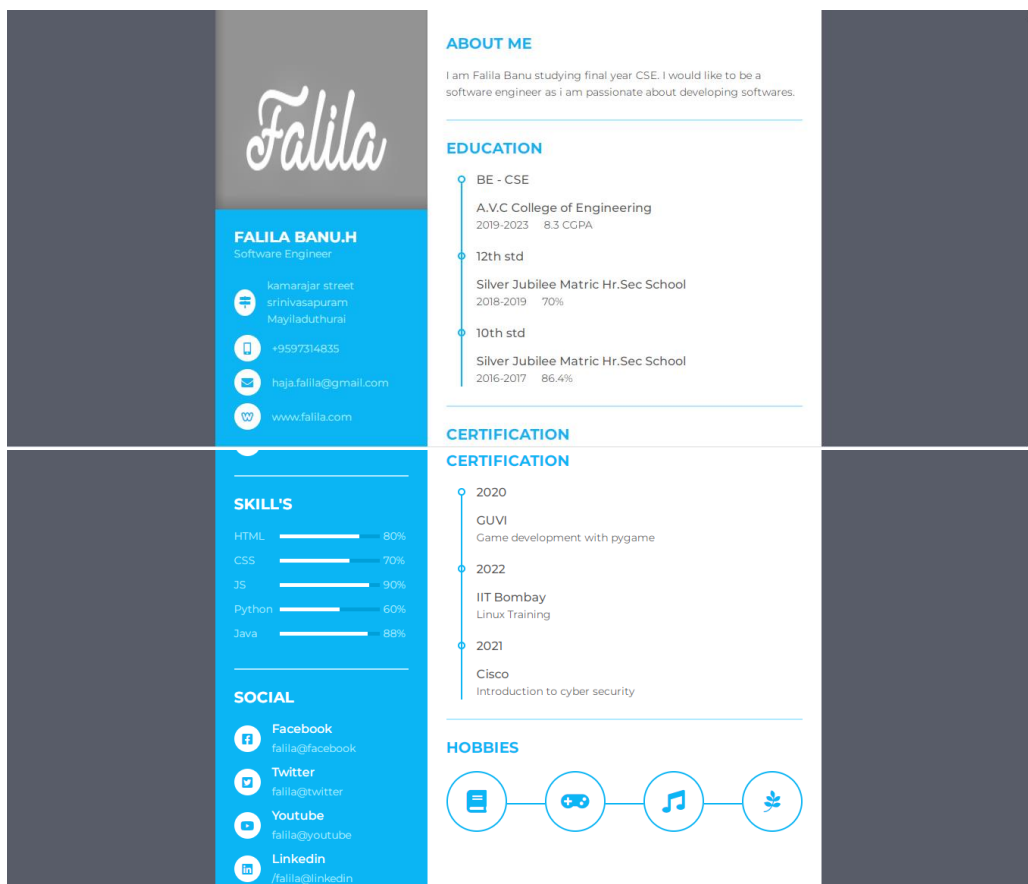 Falila
FALILA BANU.H
Software Engineer
kamarajar street
srinivasapuram
Mayiladuthurai
+9597314835
haja.falila@gmail.com
www.falila.com
SKILL'S
HTML 80%
CSS 70%
JS 90%
Python 60%
Java 88%
SOCIAL
Facebook
falila@facebook
Twitter
falila@twitter
Youtube
falila@youtube
Linkedin
/falila@linkedin
ABOUT ME
I am Falila Banu studying final year CSE. I would like to be a
software engineer as i am passionate about developing softwares.
EDUCATION
BE - CSE
A.V.C College of Engineering
2019-2023 8.3 CGPA
12th std
Silver Jubilee Matric Hr.Sec School
2018-2019 70%
10th std
Silver Jubilee Matric Hr.Sec School
2016-2017 86.4%
CERTIFICATION
CERTIFICATION
2020
GUVI
Game development with pygame
2022
IIT Bombay
Linux Training
2021
Cisco
Introduction to cyber security
HOBBIES